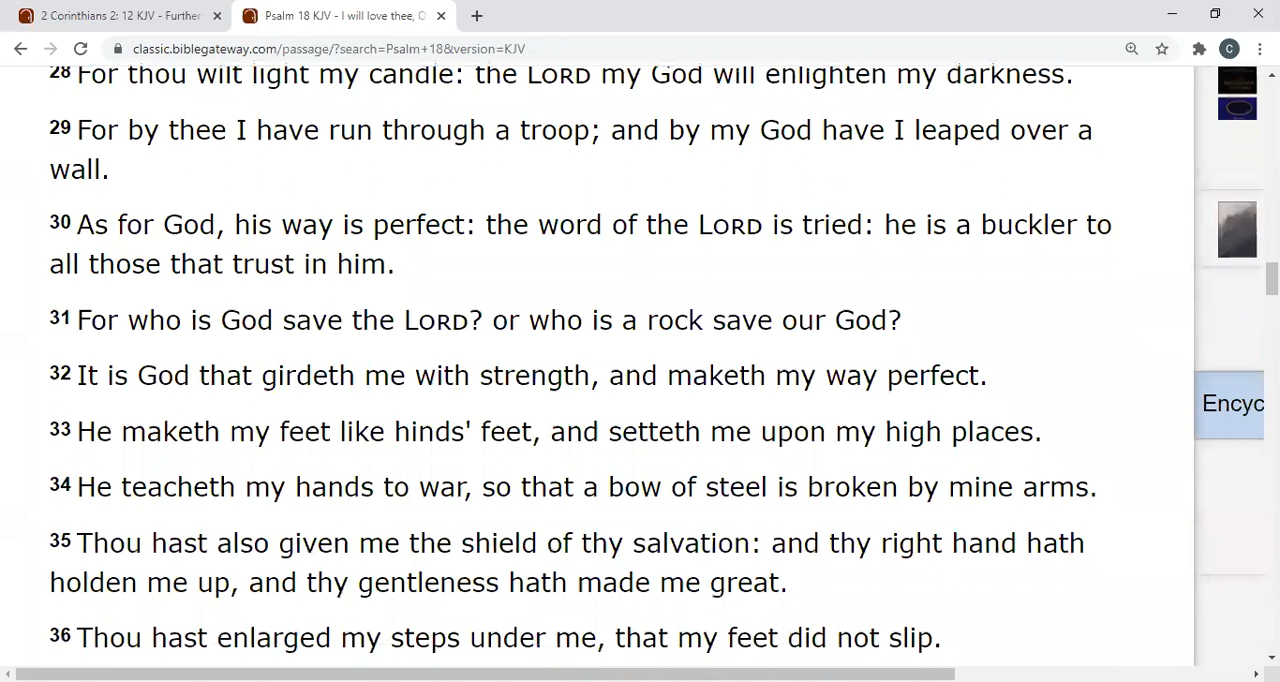 2 Corinthians 2: 12 KJV - Further
Psalm 18 KJV - I will love thee, O
classic.biblegateway.com/passage/?search=Psalm+18&version=KJV
C
28 For thou wilt light my candle: the LORD my God will enlighten my darkness.
29 For by thee I have run through a troop; and by my God have I leaped over a
wall.
30 As for God, his way is perfect: the word of the LORD is tried: he is a buckler to
all those that trust in him.
31 For who is God save the LORD? or who is a rock save our God?
32 It is God that girdeth me with strength, and maketh my way perfect.
Encyc
33 He maketh my feet like hinds' feet, and setteth me upon my high places.
34 He teacheth my hands to war, so that a bow of steel is broken by mine arms.
35 Thou hast also given me the shield of thy salvation: and thy right hand hath
holden me up, and thy gentleness hath made me great.
36 Thou hast enlarged my steps under me, that my feet did not slip.